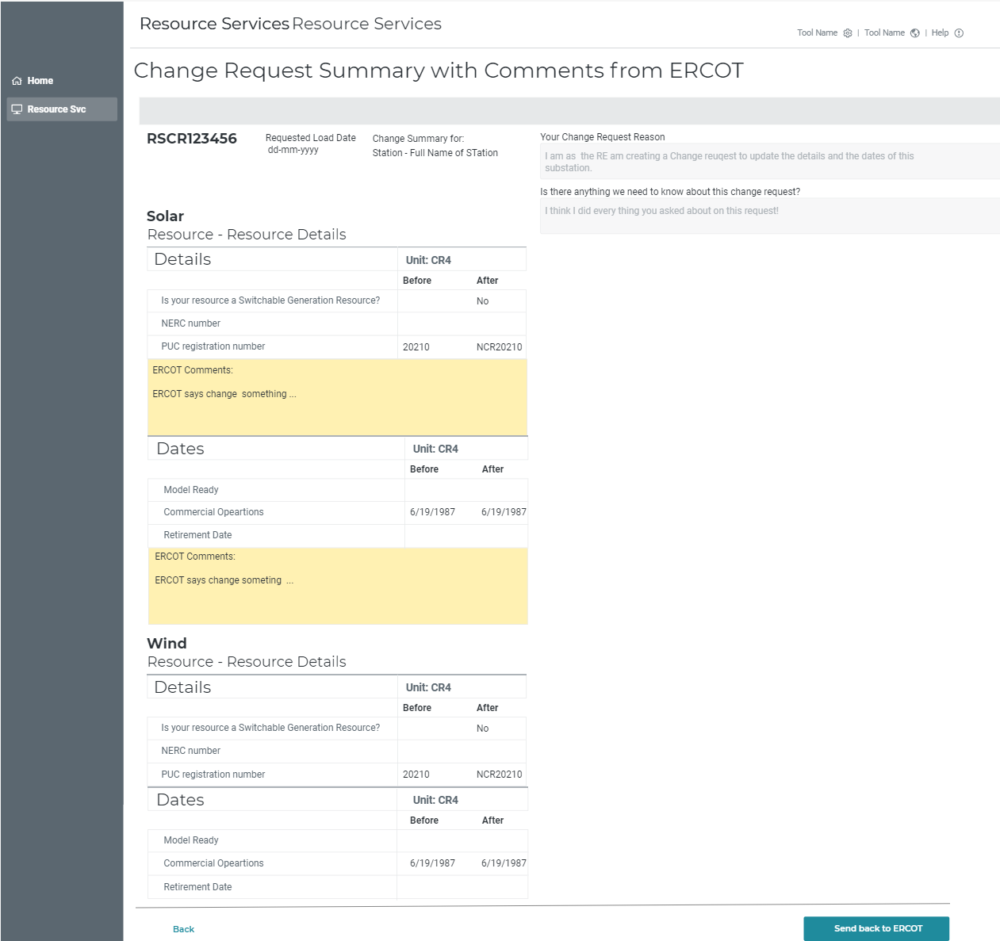 Resource Services Resource Services
Tool Name | Tool Name | Help
Home
Resource Svc
Change Request Summary with Comments from ERCOT
RSCR123456
Requested Load Date
dd-mm-yyyy
Change Summary for:
Station - Full Name of STation
Your Change Request Reason
I am as the RE am creating a Change reuqest to update the details and the dates of this
substation.
Is there anything we need to know about this change request?
I think I did every thing you asked about on this request!
Solar
Resource - Resource Details
Details Unit: CR4
Before After
Is your resource a Switchable Generation Resource? No
NERC number
PUC registration number 20210 NCR20210
ERCOT Comments:
ERCOT says change something ...
Dates Unit: CR4
Before After
Model Ready
Commercial Opeartions 6/19/1987 6/19/1987
Retirement Date
ERCOT Comments:
ERCOT says change someting ...
Wind
Resource - Resource Details
Details Unit: CR4
Before After
Is your resource a Switchable Generation Resource? No
NERC number
PUC registration number 20210 NCR20210
Dates Unit: CR4
Before After
Model Ready
Commercial Opeartions 6/19/1987 6/19/1987
Retirement Date
Back
Send back to ERCOT